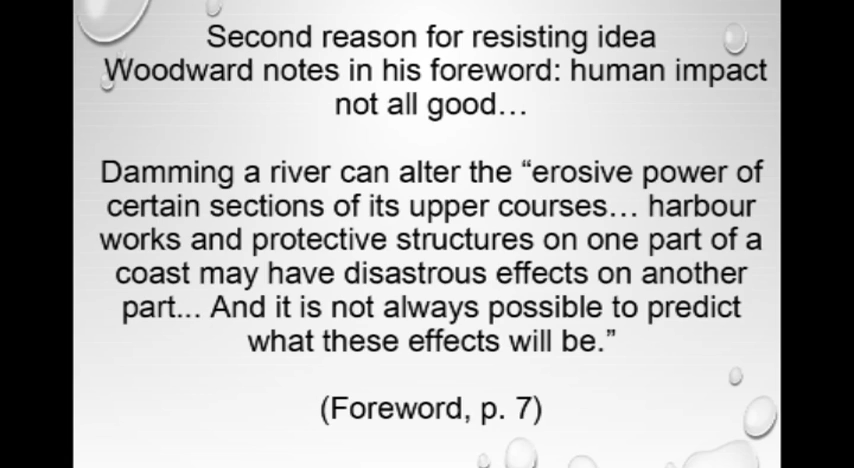 Second reason for resisting idea
Woodward notes in his foreword: human impact
not all good…
Damming a river can alter the “erosive power of
certain sections of its upper courses… harbour
works and protective structures on one part of a
coast may have disastrous effects on another
part... And it is not always possible to predict
what these effects will be.”
(Foreword, p. 7)